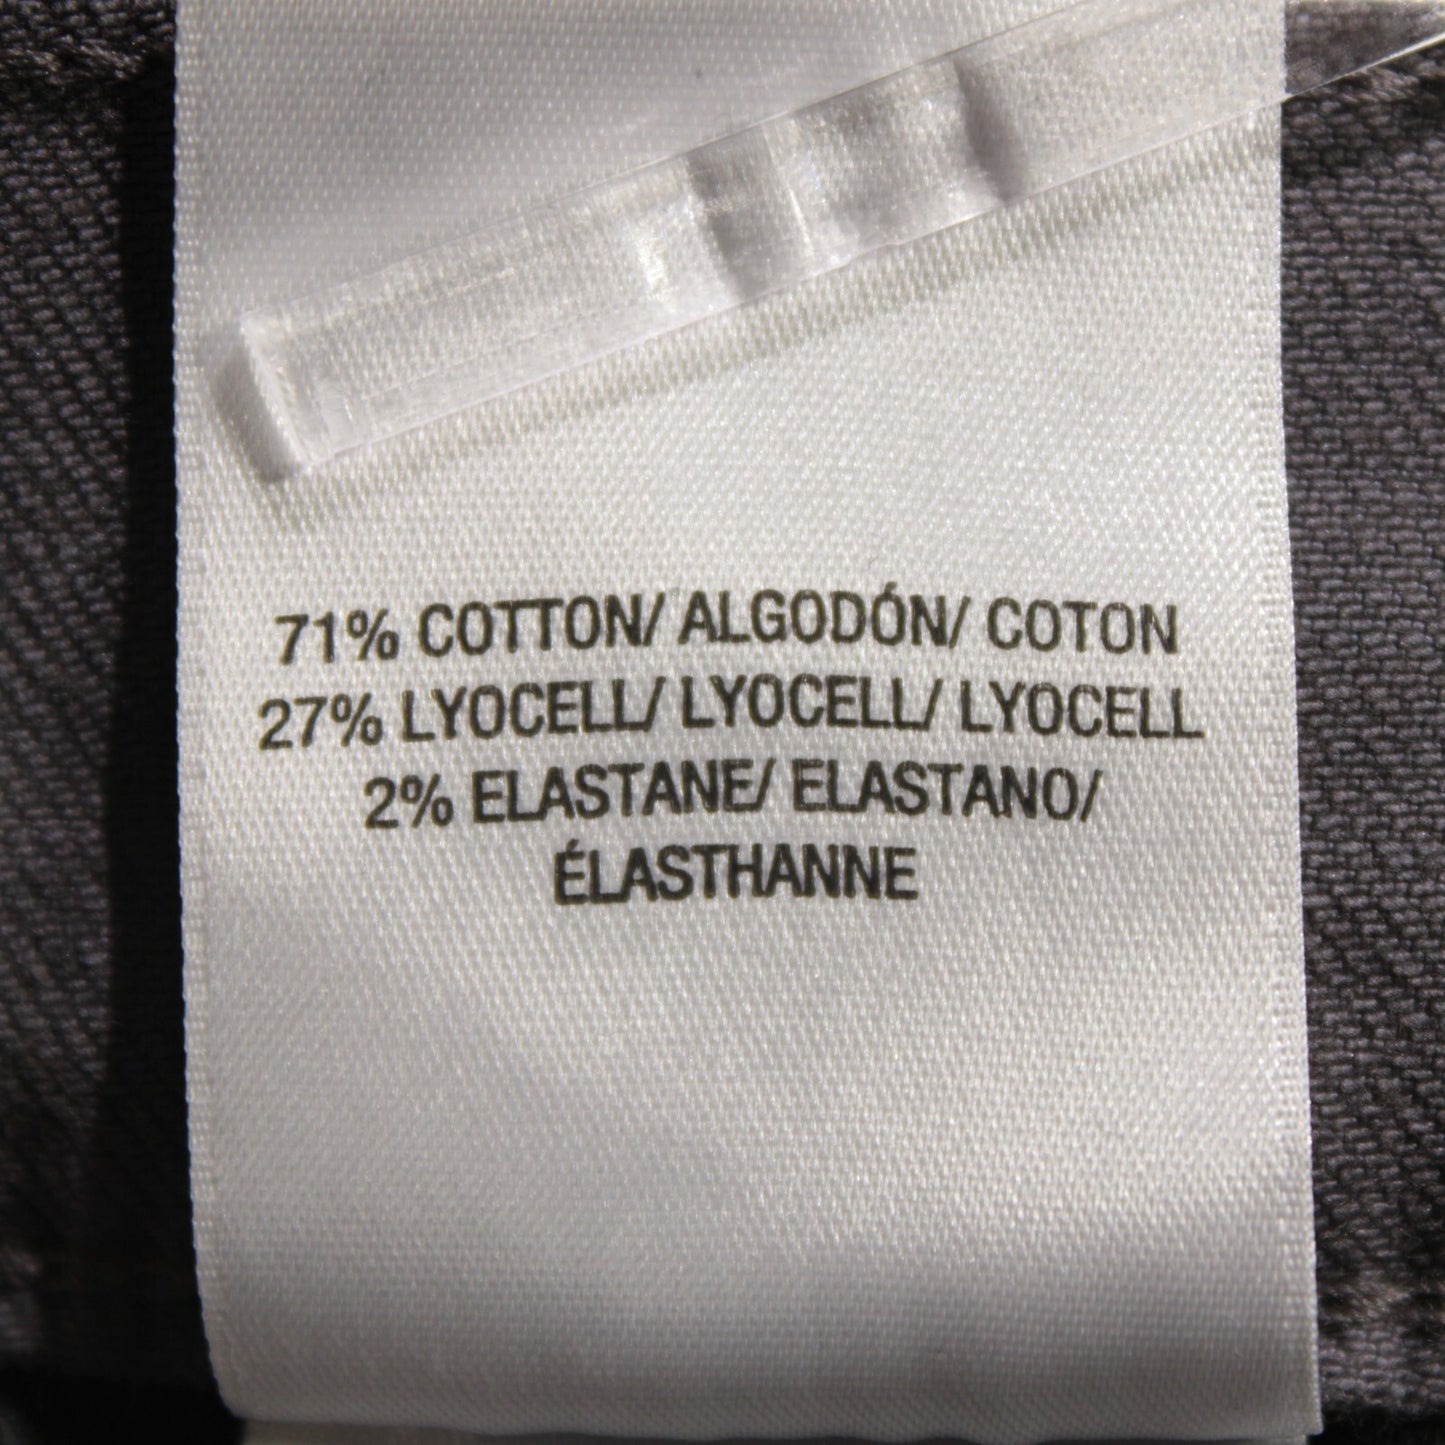 71% COTTON/ ALGODÓN/ COTON
27% LYOCELL/ LYOCELL/ LYOCELL
2% ELASTANE/ ELASTANO/
ÉLASTHANNE